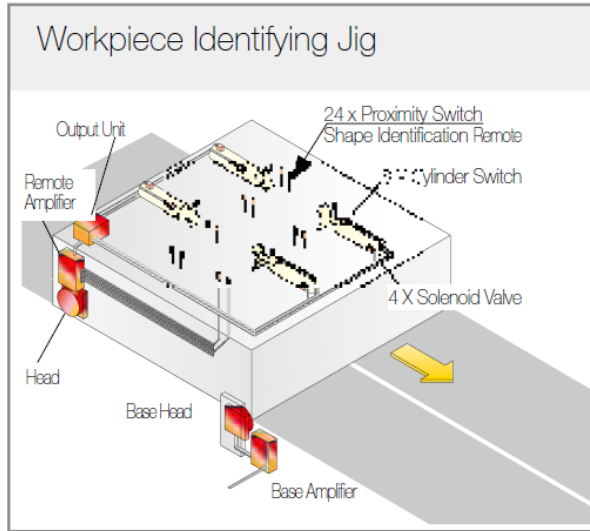 Workpiece Identifying Jig
24 x Proximity Switch
Shape Identification Remote
Output Unit
Cylinder Switch
Remote
Amplifier
4 X Solenoid Valve
Head
Base Head
Base Amplifier